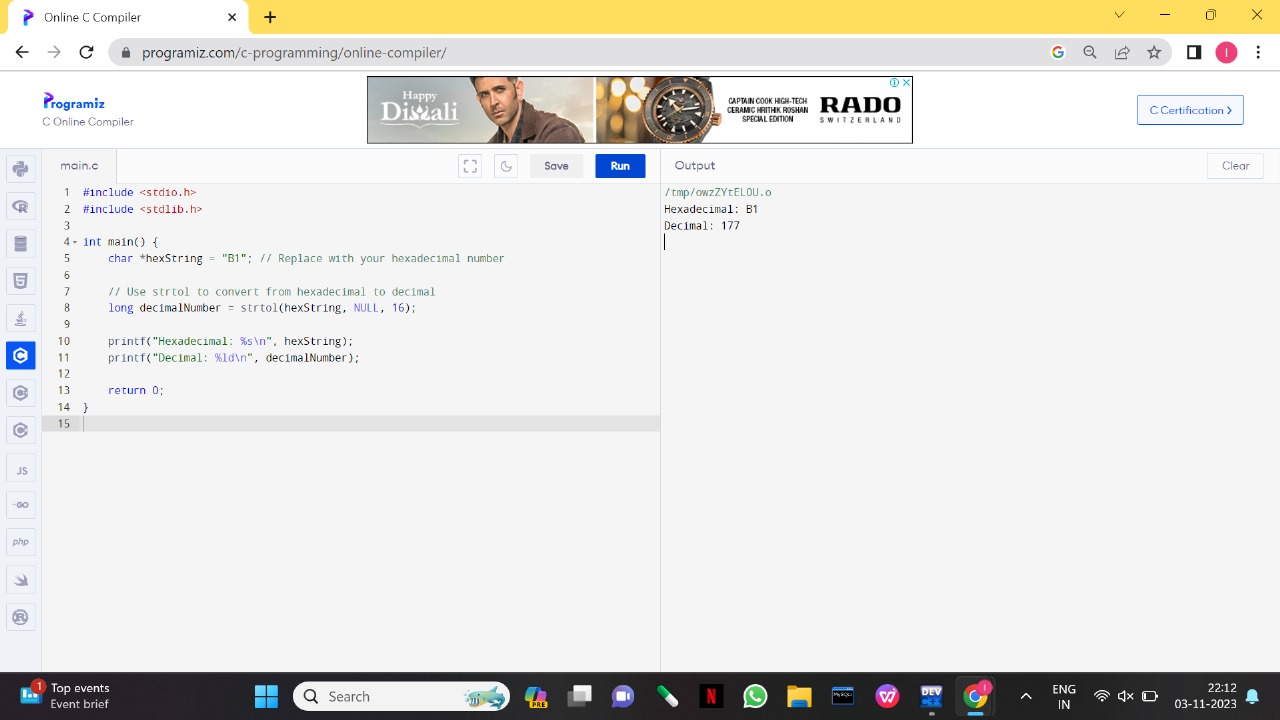 Programiz C Online Compiler
programiz.com/c-programming/online-compiler/
I
Programiz
C Online Compiler
Happy
Diwali
CAPTAIN COOK HIGH-TECH
CERAMIC HRITHIK ROSHAN
SPECIAL EDITION
RADO
SWITZERLAND
C Certification >
main.c
Save
Run
Output
Clear
1 #include <stdio.h>
2 #include <stdlib.h>
3
4 int main() {
5 char *hexString = "B1"; // Replace with your hexadecimal number
6
7 // Use strtol to convert from hexadecimal to decimal
8 long decimalNumber = strtol(hexString, NULL, 16);
9
10 printf("Hexadecimal: %s\n", hexString);
11 printf("Decimal: %ld\n", decimalNumber);
12
13 return 0;
14 }
15
/tmp/owzZYtELOU.o
Hexadecimal: B1
Decimal: 177
JS
GO
php
1
Top events
Event brief
Search
PRE
N
MySQL
DEV
1
ENG
IN
22:12
03-11-2023